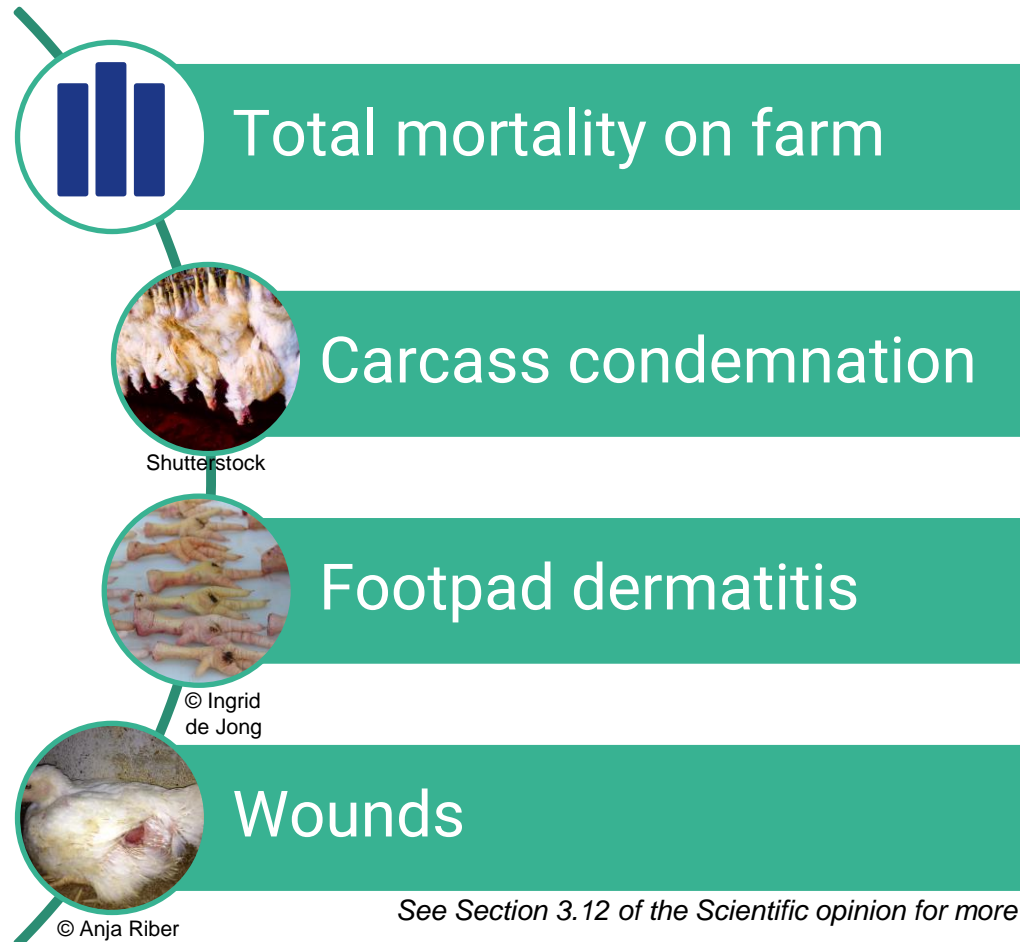 Total mortality on farm
Carcass condemnation
Shutterstock
Footpad dermatitis
© Ingrid
de Jong
Wounds
See Section 3.12 of the Scientific opinion for more
© Anja Riber